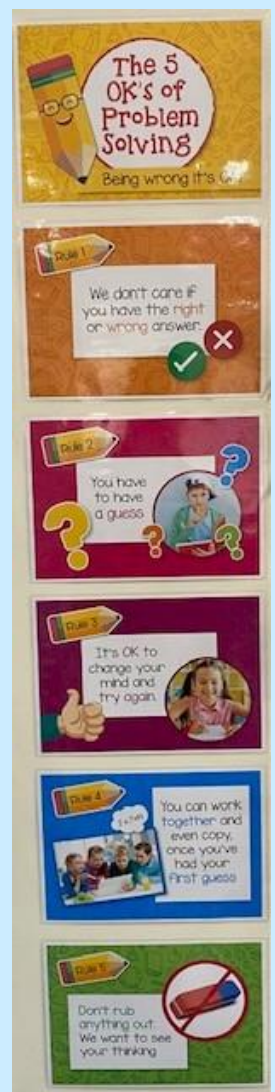 The 5
OK's of
Problem
Solving
Being wrong it's
Rule 1
We don't care if
you have the right
or wrong answer.
Rule 2
You have
to have
a guess
Rule 3
It's OK to
change your
mind and
try again.
Rule 4
You can work
together and
even copy,
once you've
had your
first guess
Rule 5
Don't rub
anything out.
We want to see
your thinking